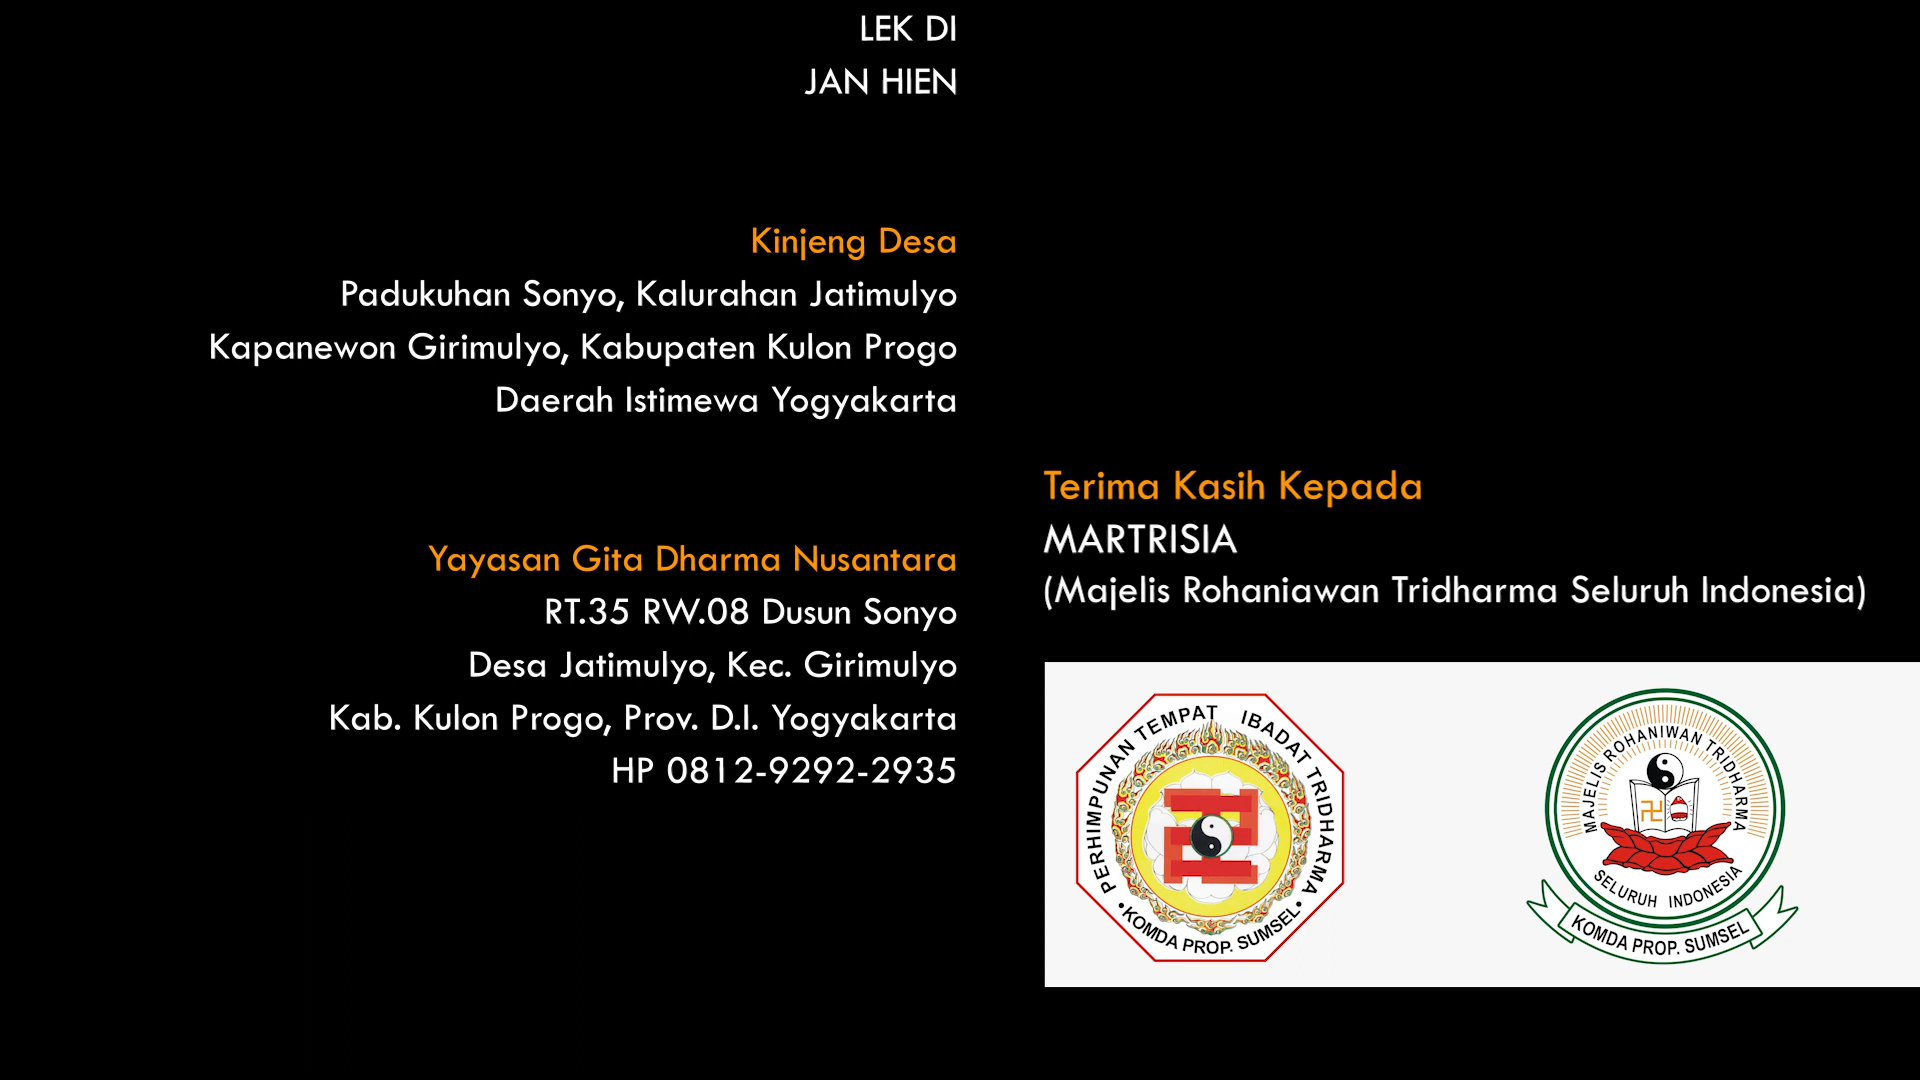 LEK DI
JAN HIEN
Kinjeng Desa
Padukuhan Sonyo, Kalurahan Jatimulyo
Kapanewon Girimulyo, Kabupaten Kulon Progo
Daerah Istimewa Yogyakarta
Yayasan Gita Dharma Nusantara
RT.35 RW.08 Dusun Sonyo
Desa Jatimulyo, Kec. Girimulyo
Kab. Kulon Progo, Prov. D.I. Yogyakarta
HP 0812-9292-2935
Terima Kasih Kepada
MARTRISIA
(Majelis Rohaniawan Tridharma Seluruh Indonesia)
PERHIMPUNAN TEMPAT IBADAT TRIDHARMA
• KOMDA PROP. SUMSEL •
MAJELIS ROHANIWAN TRIDHARMA
SELURUH INDONESIA
KOMDA PROP. SUMSEL